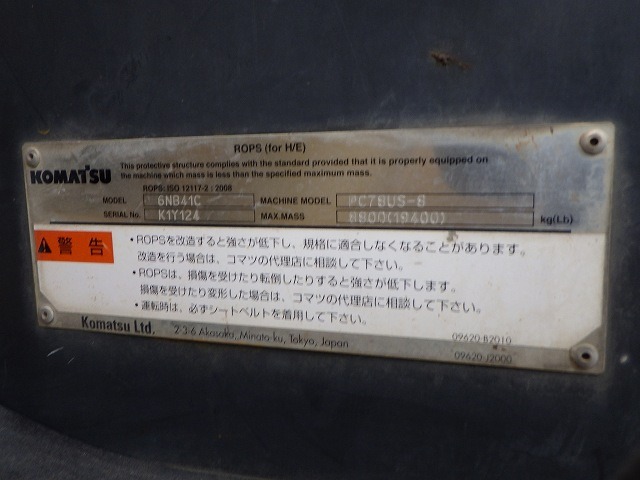 ROPS (for H/E)
KOMATSU
This protective structure complies with the standard provided that it is properly equipped on
the machine which mass is less than the specified maximum mass.
ROPS: ISO 12117-2 : 2008
MODEL 6NB41C MACHINE MODEL PC78US-8
SERIAL No. K1Y124 MAX.MASS kg(Lb)
警告
・ROPSを改造すると強さが低下し、規格に適合しなくなることがあります。
改造を行う場合は、コマツの代理店に相談して下さい。
・ROPSは、損傷を受けたり転倒したりすると強さが低下します。
損傷を受けたり変形した場合は、コマツの代理店に相談して下さい。
・運転時は、必ずシートベルトを着用して下さい。
Komatsu Ltd. 2-3-6 Akasaka, Minato-ku, Tokyo, Japan
09620-B2010
09620-J2000